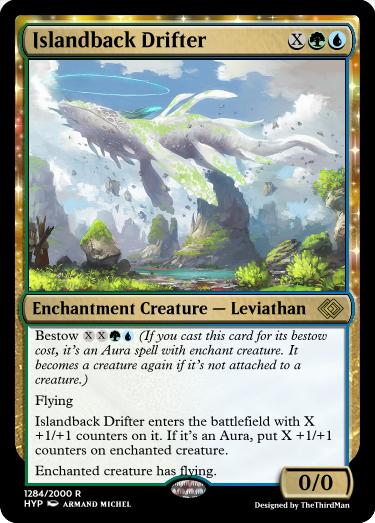 Islandback Drifter X
Enchantment Creature — Leviathan
Bestow X X (If you cast this card for its bestow
cost, it's an Aura spell with enchant creature. It
becomes a creature again if it's not attached to a
creature.)
Flying
Islandback Drifter enters the battlefield with X
+1/+1 counters on it. If it's an Aura, put X +1/+1
counters on enchanted creature.
Enchanted creature has flying.
0/0
1284/2000 R
HYP ARMAND MICHEL
Designed by TheThirdMan